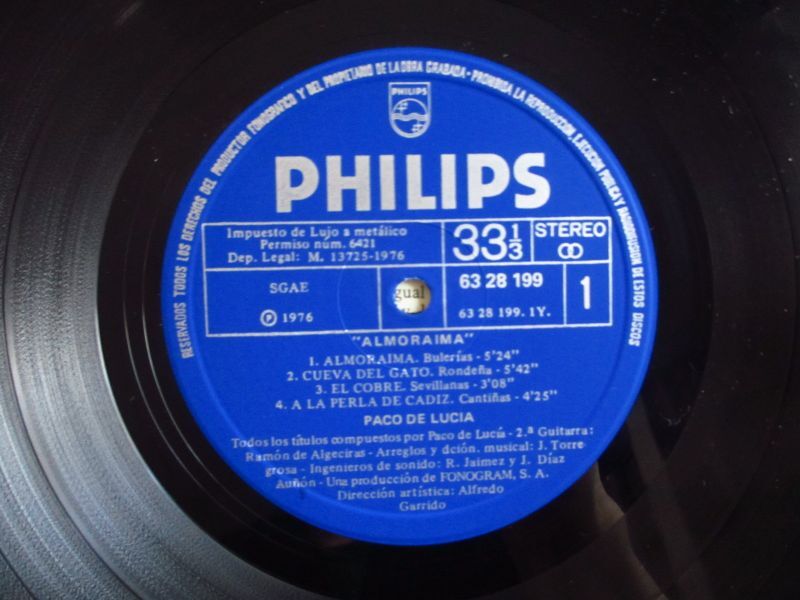 RESERVADOS TODOS LOS DERECHOS DEL PRODUCTOR FONOGRAFICO Y DEL PROPIETARIO DE LA OBRA GRABADA - PROHIBIDA LA REPRODUCCION, EJECUCION PUBLICA Y RADIODIFUSION DE ESTOS DISCOS
PHILIPS
PHILIPS
Impuesto de Lujo a metálico
Permiso núm. 6421
Dep. Legal: M. 13725-1976
33 1/3
STEREO
SGAE
℗ 1976
gual
63 28 199
63 28 199. 1Y.
1
"ALMORAIMA"
1. ALMORAIMA. Bulerías - 5'24"
2. CUEVA DEL GATO. Rondeña - 5'42"
3. EL COBRE. Sevillanas - 3'08"
4. A LA PERLA DE CADIZ. Cantiñas - 4'25"
PACO DE LUCIA
Todos los títulos compuestos por Paco de Lucía - 2.ª Guitarra:
Ramón de Algeciras - Arreglos y dción. musical: J. Torre-
grosa - Ingenieros de sonido: R. Jaimez y J. Díaz
Auñón - Una producción de FONOGRAM, S. A.
Dirección artística: Alfredo
Garrido